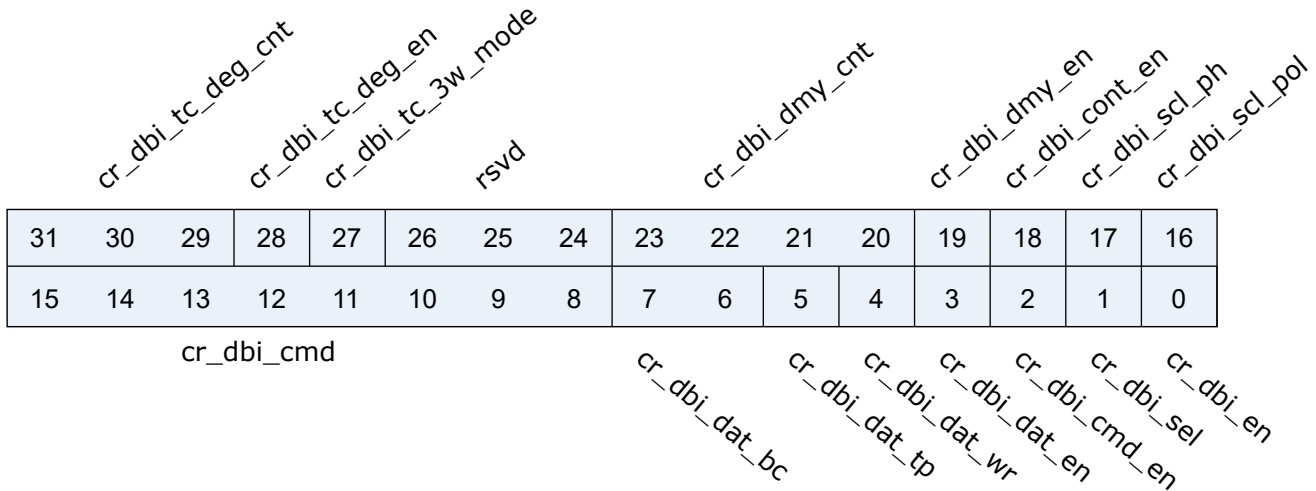 cr_dbi_tc_deg_cnt
cr_dbi_tc_deg_en
cr_dbi_tc_3w_mode
rsvd
cr_dbi_dmy_cnt
cr_dbi_dmy_en
cr_dbi_cont_en
cr_dbi_scl_ph
cr_dbi_scl_pol
31 30 29 28 27 26 25 24 23 22 21 20 19 18 17 16
15 14 13 12 11 10 9 8 7 6 5 4 3 2 1 0
cr_dbi_cmd
cr_dbi_dat_bc
cr_dbi_dat_tp
cr_dbi_dat_wr
cr_dbi_dat_en
cr_dbi_cmd_en
cr_dbi_sel
cr_dbi_en